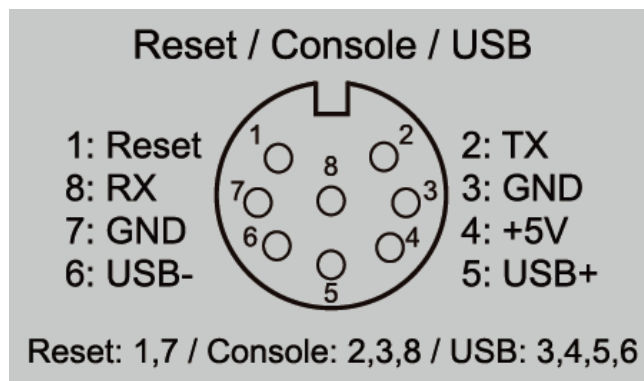 Reset / Console / USB
1: Reset
8: RX
7: GND
6: USB-
1
2
8
7
3
6
4
5
2: TX
3: GND
4: +5V
5: USB+
Reset: 1,7 / Console: 2,3,8 / USB: 3,4,5,6